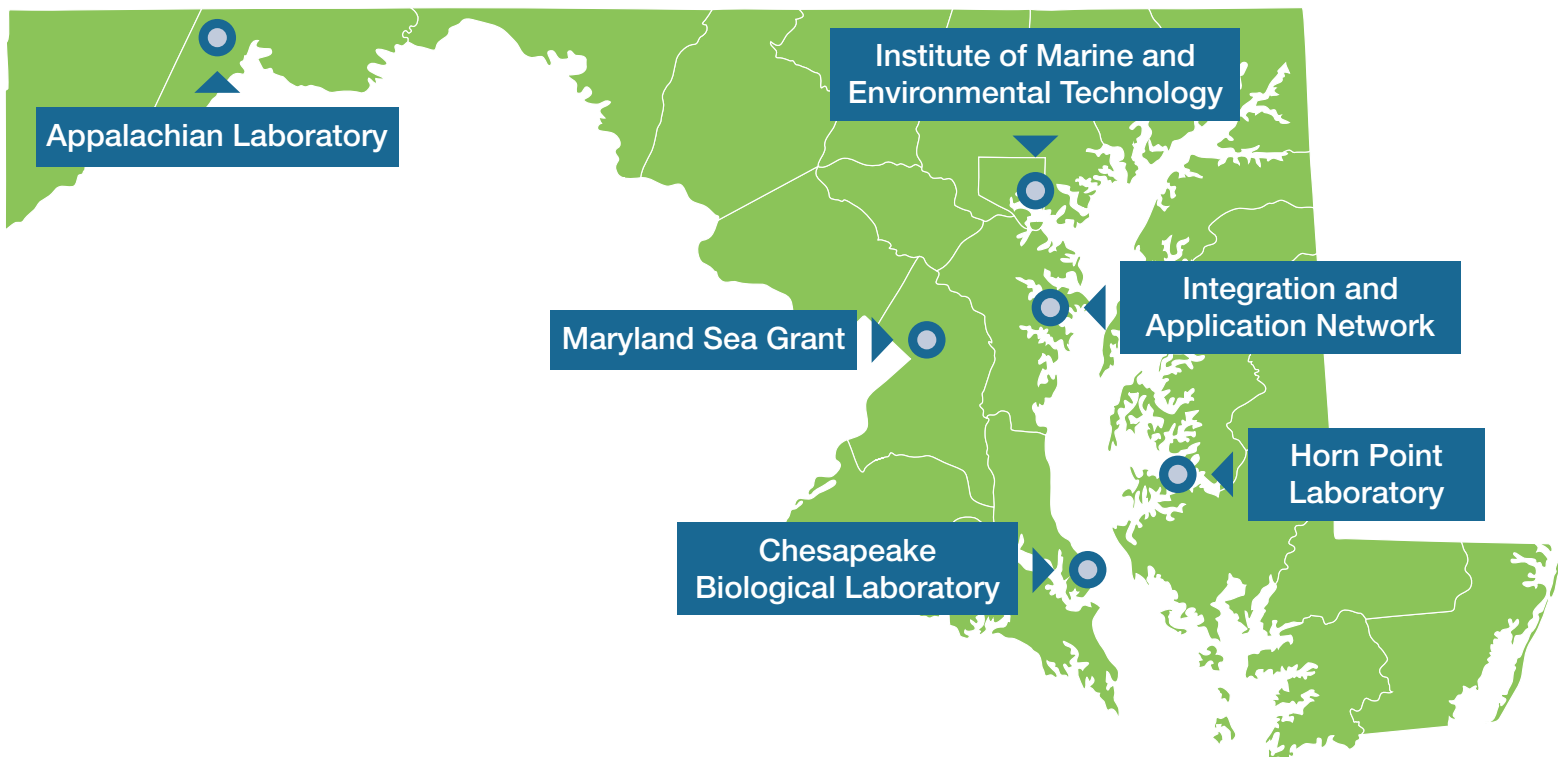 Institute of Marine and
Environmental Technology
Appalachian Laboratory
Integration and
Application Network
Maryland Sea Grant
Horn Point
Laboratory
Chesapeake
Biological Laboratory